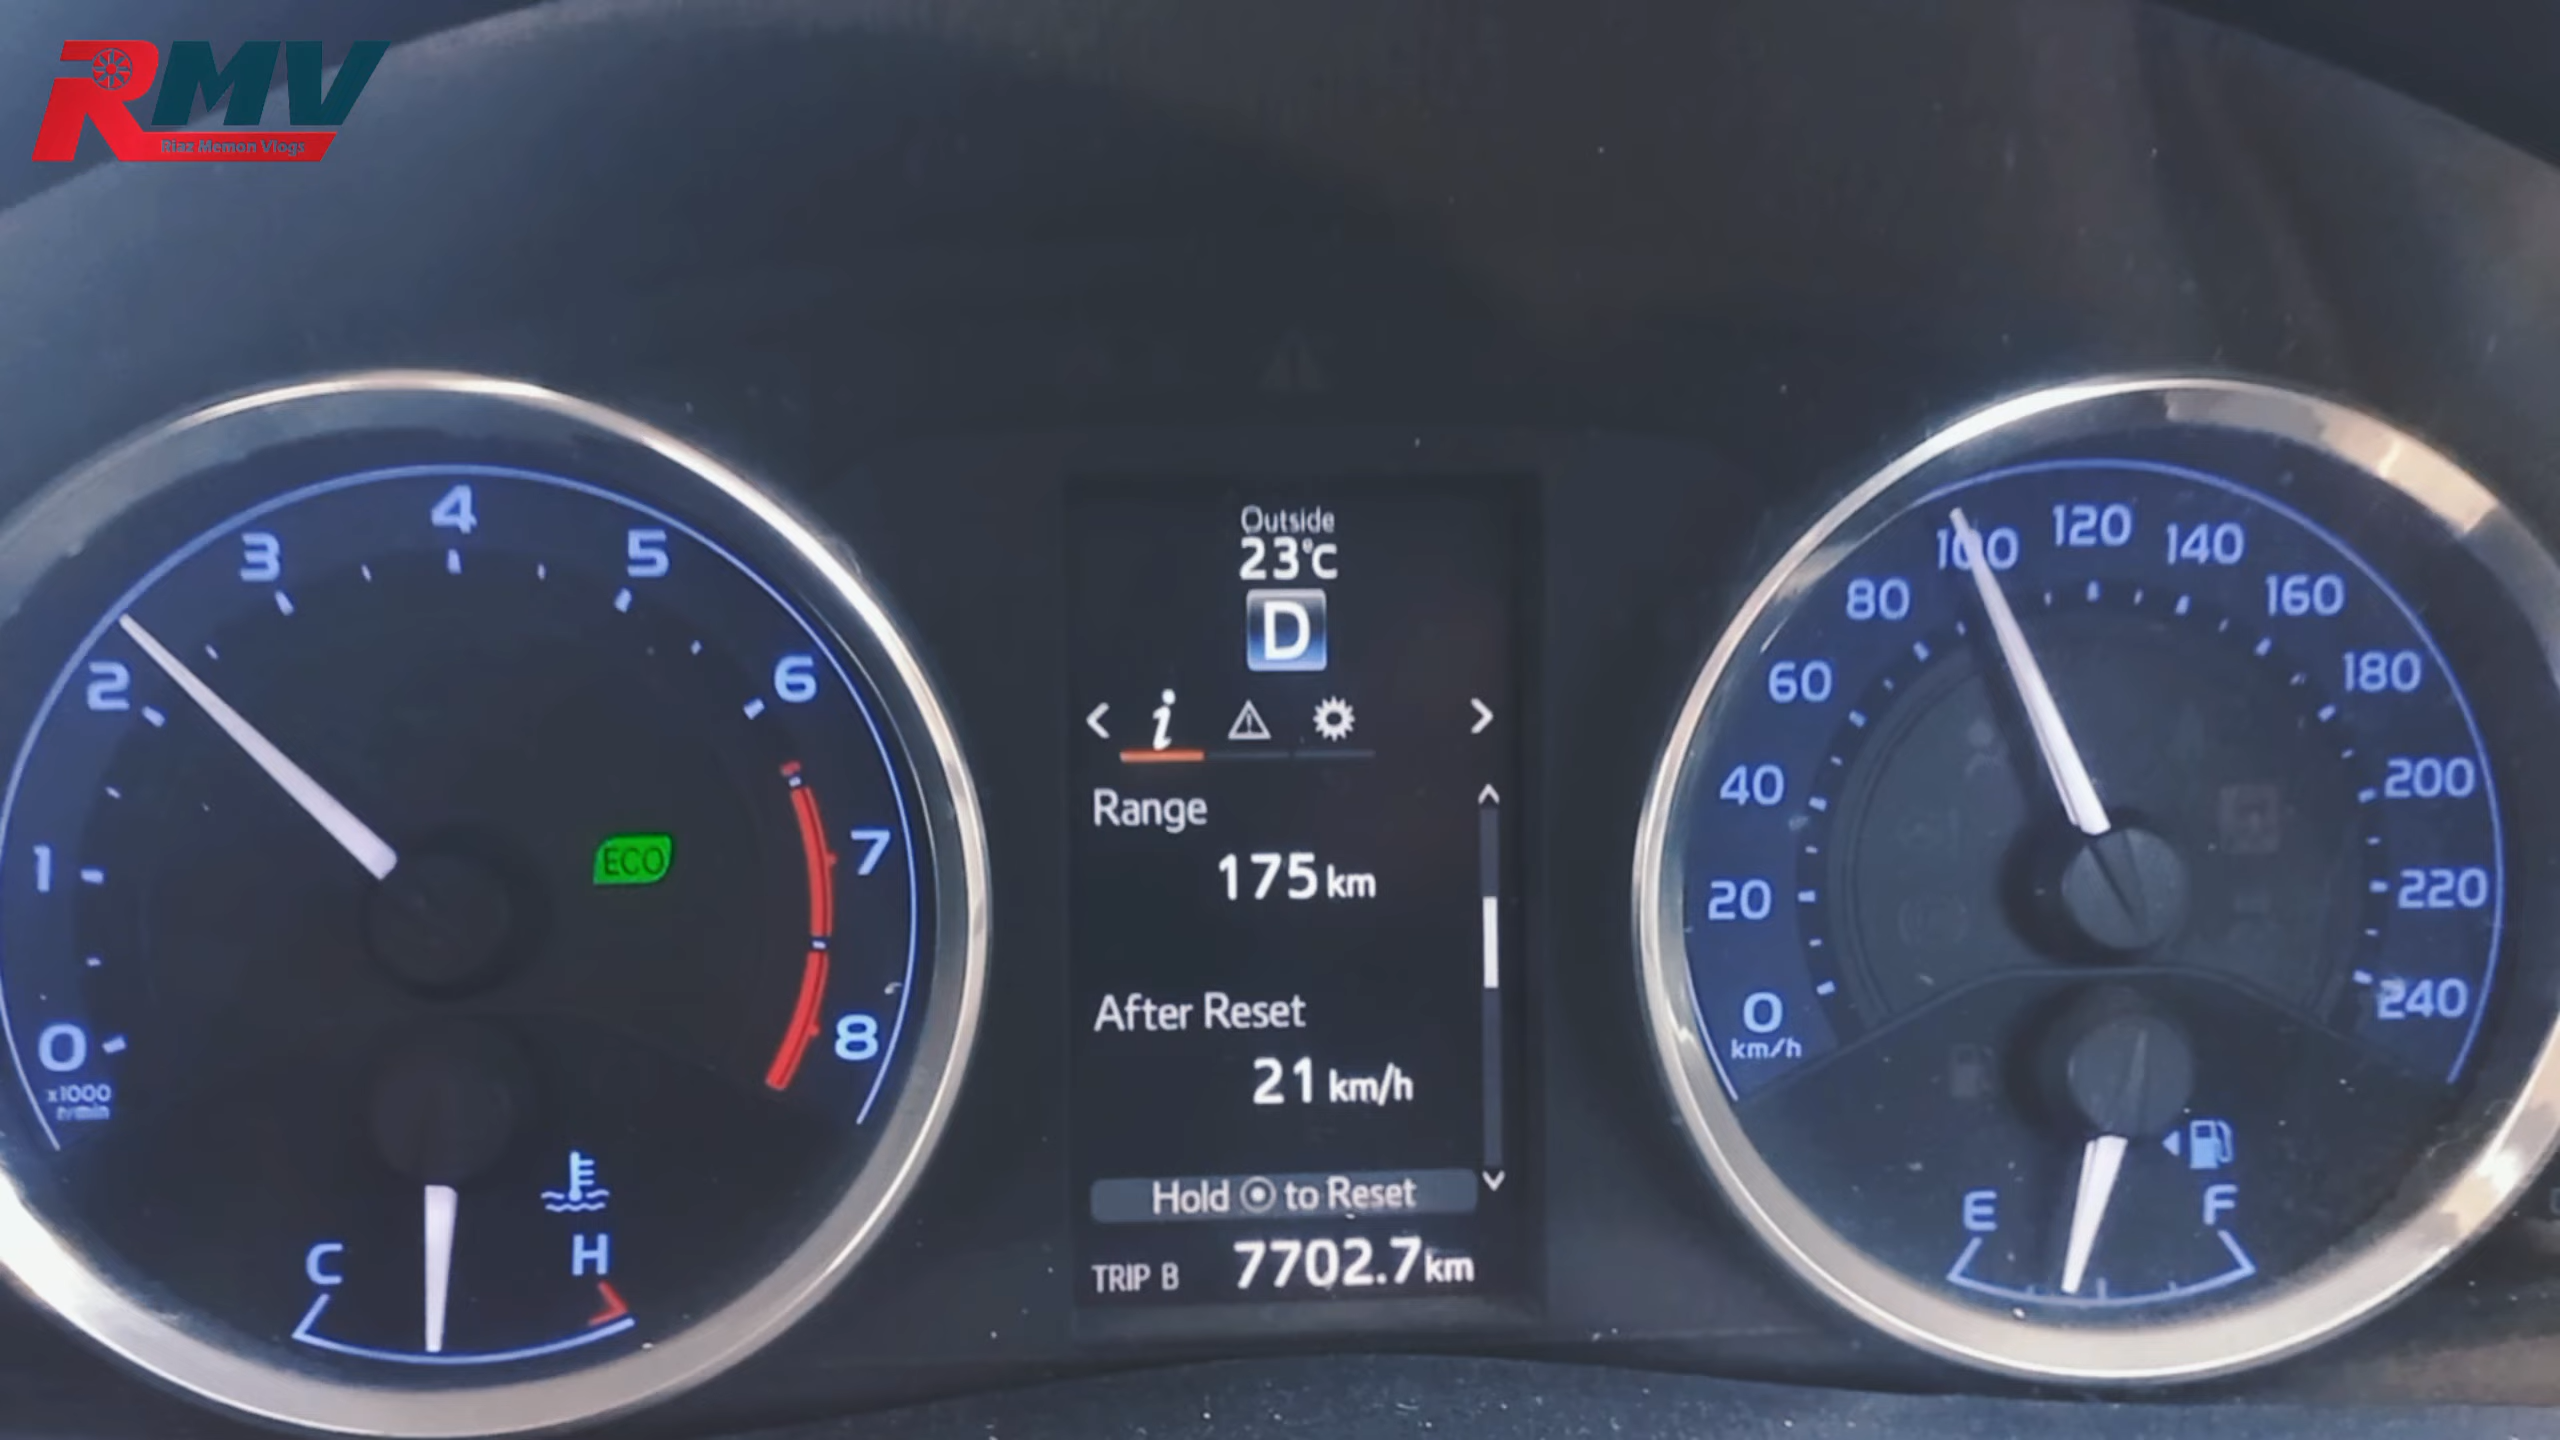 RMV
Riaz Memon Vlogs
0
1
2
3
4
5
6
7
8
x1000
r/min
ECO
C
H
Outside
23°C
D
i
Range
175 km
After Reset
21 km/h
Hold to Reset
TRIP B 7702.7 km
0
20
40
60
80
100
120
140
160
180
200
220
240
km/h
E
F